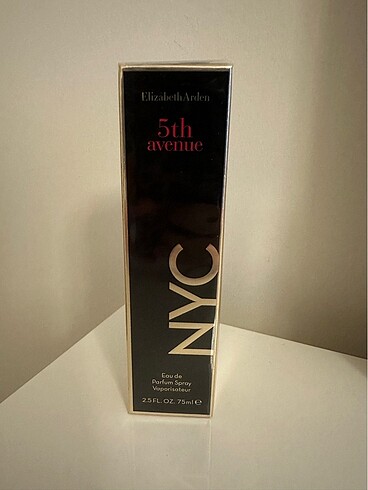 Elizabeth Arden
5th
avenue
NYC
Eau de
Parfum Spray
Vaporisateur
2.5 FL. OZ. 75ml ℮